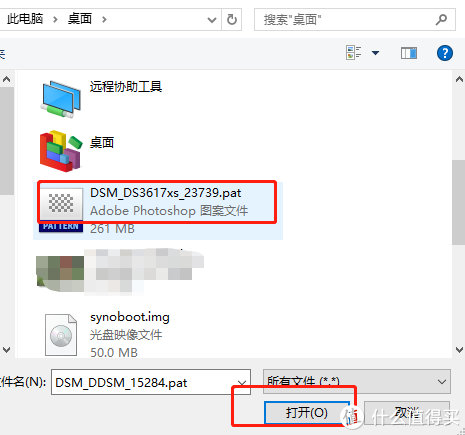 此电脑 > 桌面 >
搜索"桌面"
远程协助工具
桌面
DSM_DS3617xs_23739.pat
Adobe Photoshop 图案文件
PATTERN
261 MB
synoboot.img
光盘映像文件
50.0 MB
件名(N):
DSM_DDSM_15284.pat
所有文件 (*.*)
打开(O)
取消
值 什么值得买